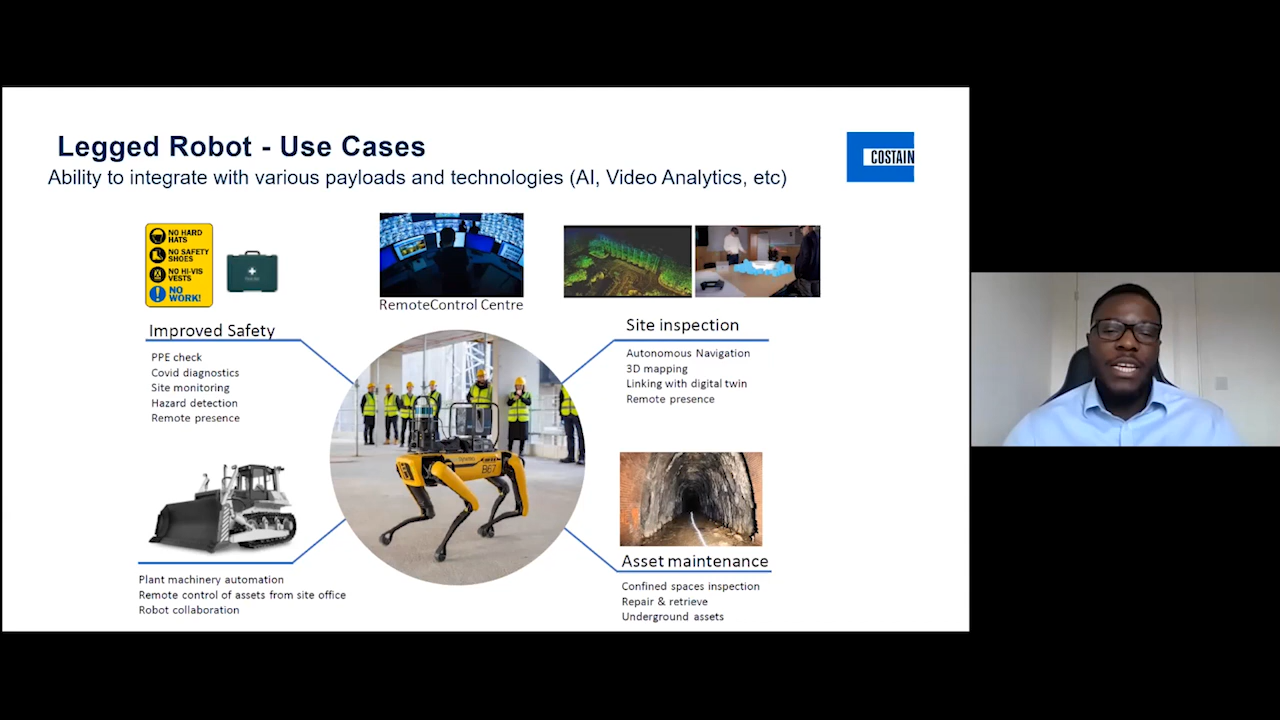 Legged Robot - Use Cases
Ability to integrate with various payloads and technologies (AI, Video Analytics, etc)
COSTAIN
NO HARD
HATS
NO SAFETY
SHOES
NO HI-VIS
VESTS
NO
WORK!
RemoteControl Centre
Improved Safety
PPE check
Covid diagnostics
Site monitoring
Hazard detection
Remote presence
Site inspection
Autonomous Navigation
3D mapping
Linking with digital twin
Remote presence
B67
Plant machinery automation
Remote control of assets from site office
Robot collaboration
Asset maintenance
Confined spaces inspection
Repair & retrieve
Underground assets